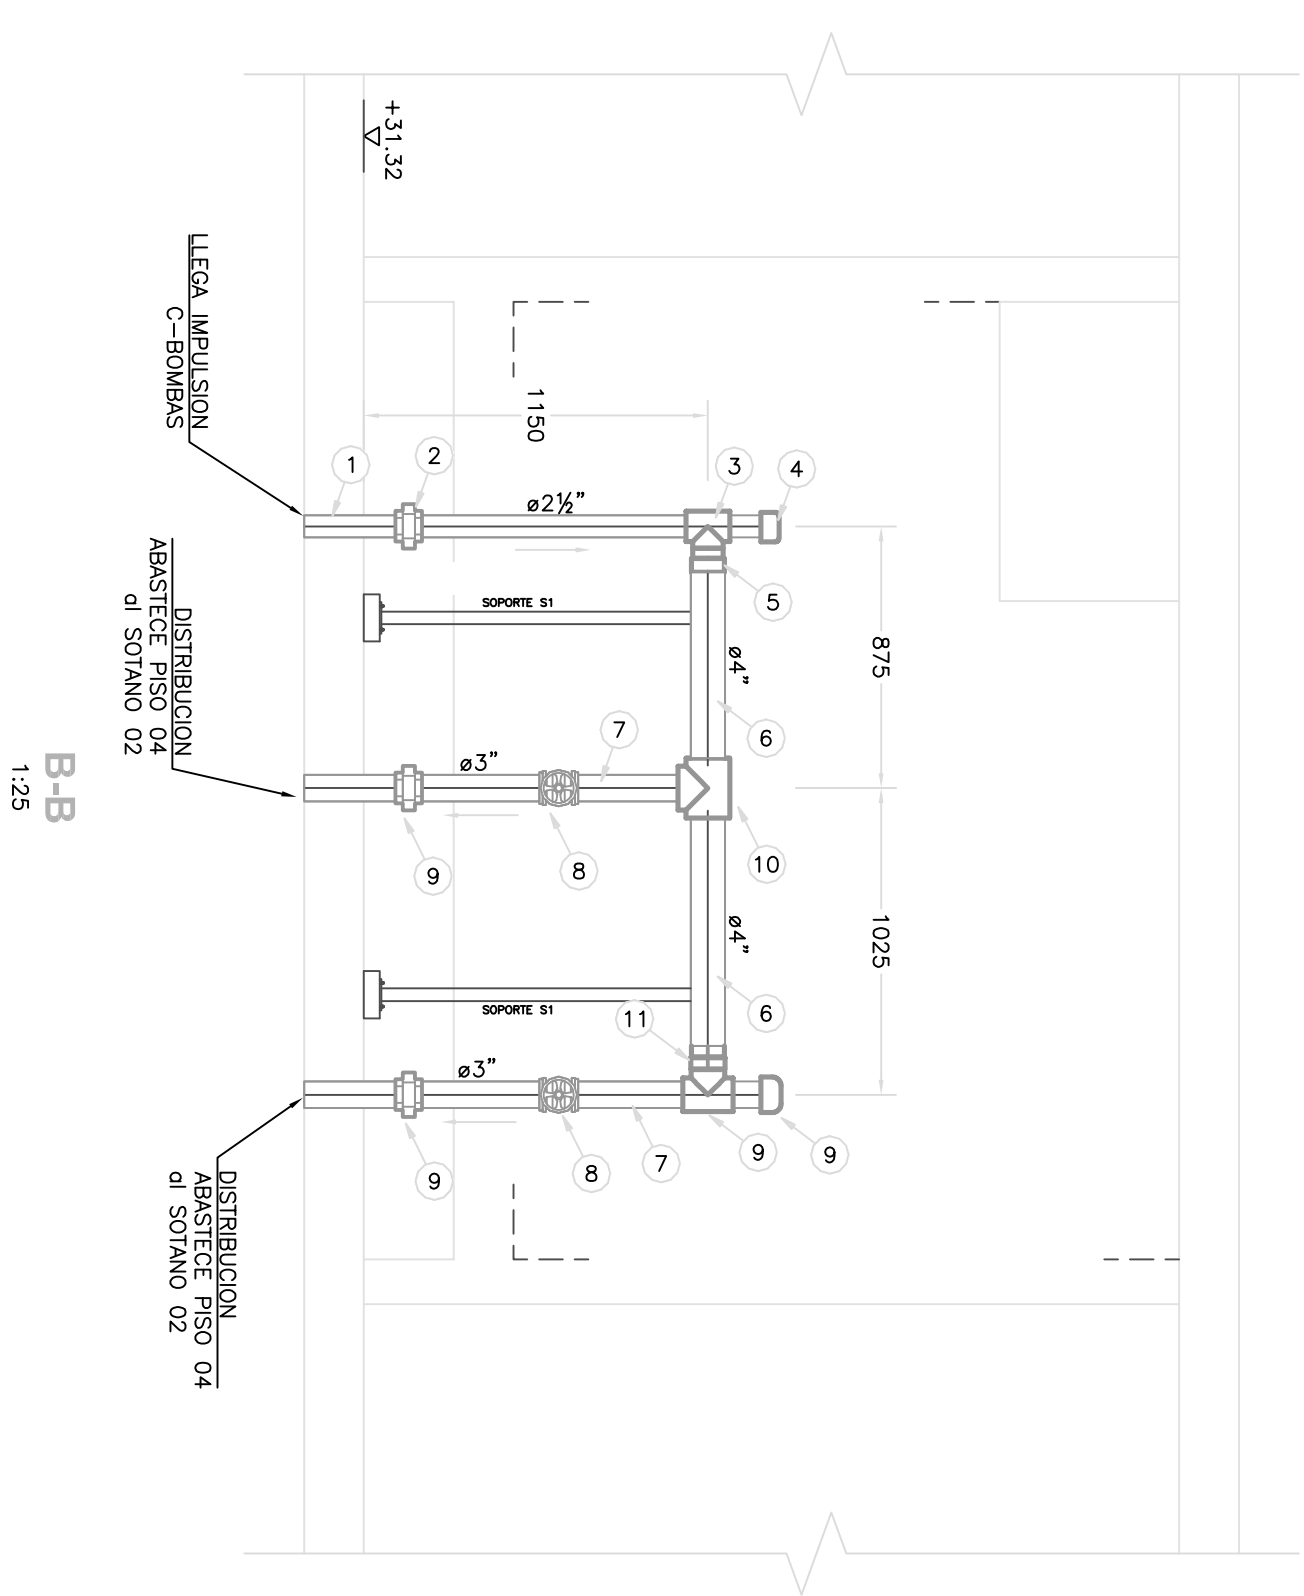 +31.32
LLEGA IMPULSION
C-BOMBAS
1150
1
2
3
4
ø2½"
5
SOPORTE S1
875
ø4"
6
7
ø3"
DISTRIBUCION
ABASTECE PISO 04
al SOTANO 02
10
8
9
ø4"
1025
6
SOPORTE S1
11
ø3"
9
9
7
8
9
DISTRIBUCION
ABASTECE PISO 04
al SOTANO 02
B-B
1:25